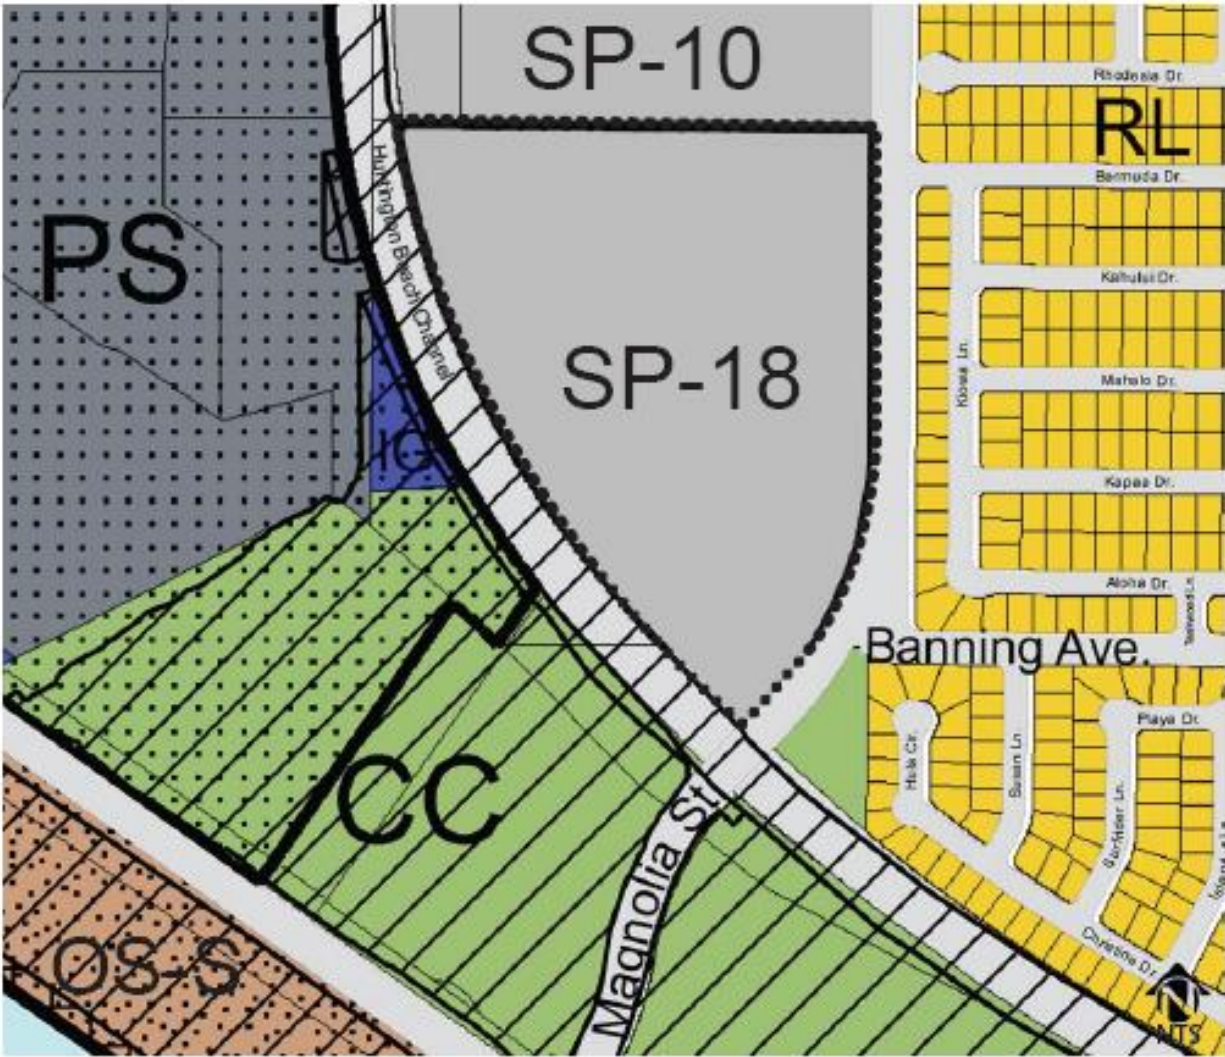 SP-10
Rhodesia Dr.
RL
Bermuda Dr.
Huntington Beach Channel
PS
Kahului Dr.
SP-18
Kiowa Ln.
Mahalo Dr.
IG
Kapaa Dr.
Aloha Dr.
Banning Ave.
Playa Dr.
Hula Cir.
Susan Ln
Surfrider Ln.
CC
Magnolia St.
Christine Dr.
OS-S
N
NTS